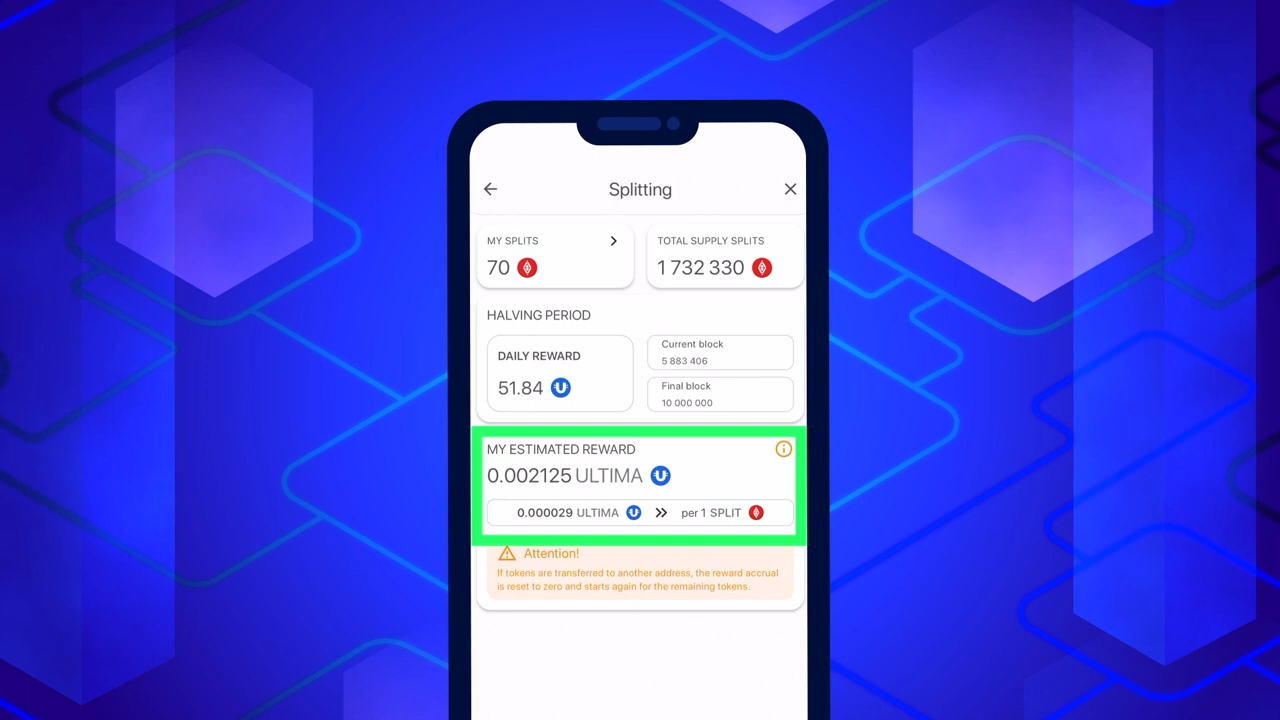 Splitting
MY SPLITS
70
TOTAL SUPPLY SPLITS
1 732 330
HALVING PERIOD
DAILY REWARD
51.84
Current block
5 883 406
Final block
10 000 000
MY ESTIMATED REWARD
0.002125 ULTIMA
0.000029 ULTIMA per 1 SPLIT
Attention!
If tokens are transferred to another address, the reward accrual
is reset to zero and starts again for the remaining tokens.